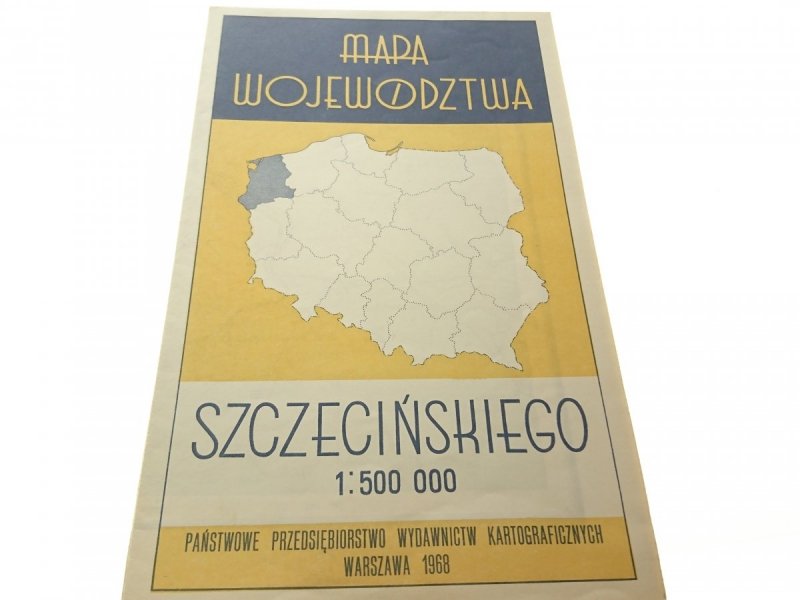 MAPA
WOJEWÓDZTWA
SZCZECIŃSKIEGO
1:500 000
PAŃSTWOWE PRZEDSIĘBIORSTWO WYDAWNICTW KARTOGRAFICZNYCH
WARSZAWA 1968